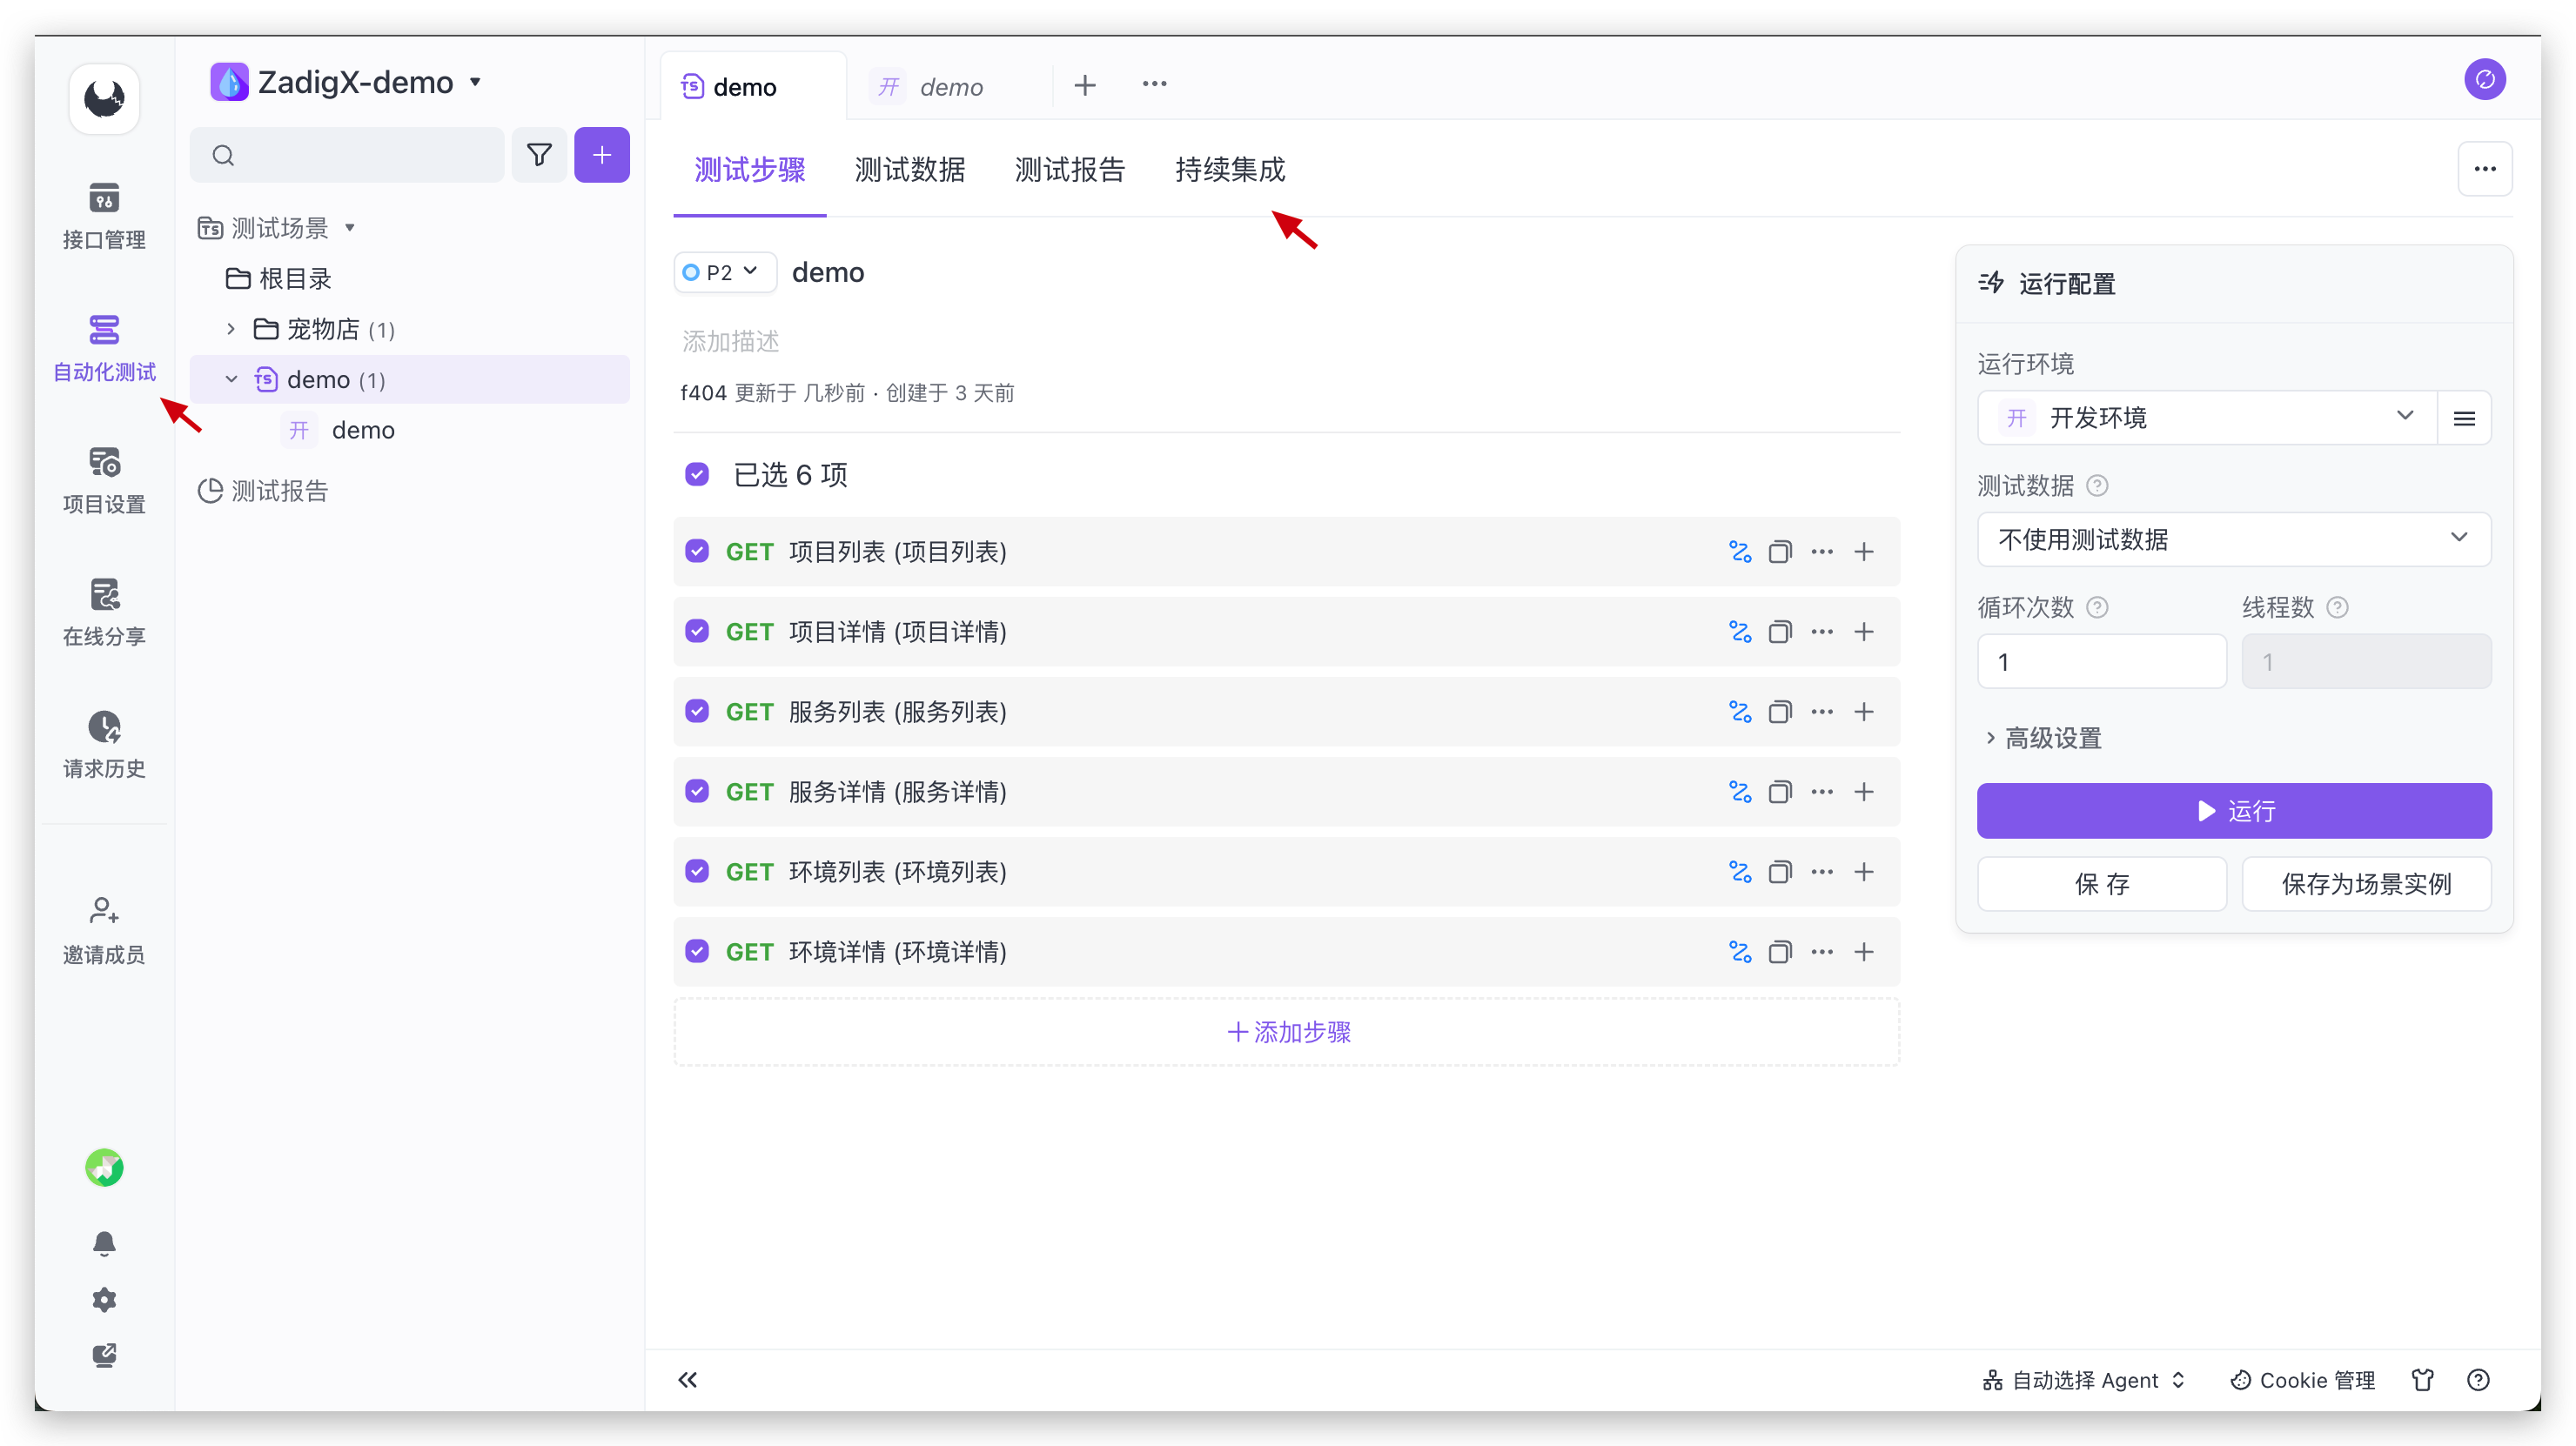 ZadigX-demo
接口管理
自动化测试
项目设置
在线分享
请求历史
邀请成员
测试场景
根目录
宠物店 (1)
demo (1)
开 demo
测试报告
demo
开 demo
测试步骤 测试数据 测试报告 持续集成
P2 demo
添加描述
f404 更新于 几秒前 · 创建于 3 天前
已选 6 项
GET 项目列表 (项目列表)
GET 项目详情 (项目详情)
GET 服务列表 (服务列表)
GET 服务详情 (服务详情)
GET 环境列表 (环境列表)
GET 环境详情 (环境详情)
添加步骤
运行配置
运行环境
开 开发环境
测试数据
不使用测试数据
循环次数 线程数
1 1
高级设置
运行
保 存 保存为场景实例
自动选择 Agent Cookie 管理